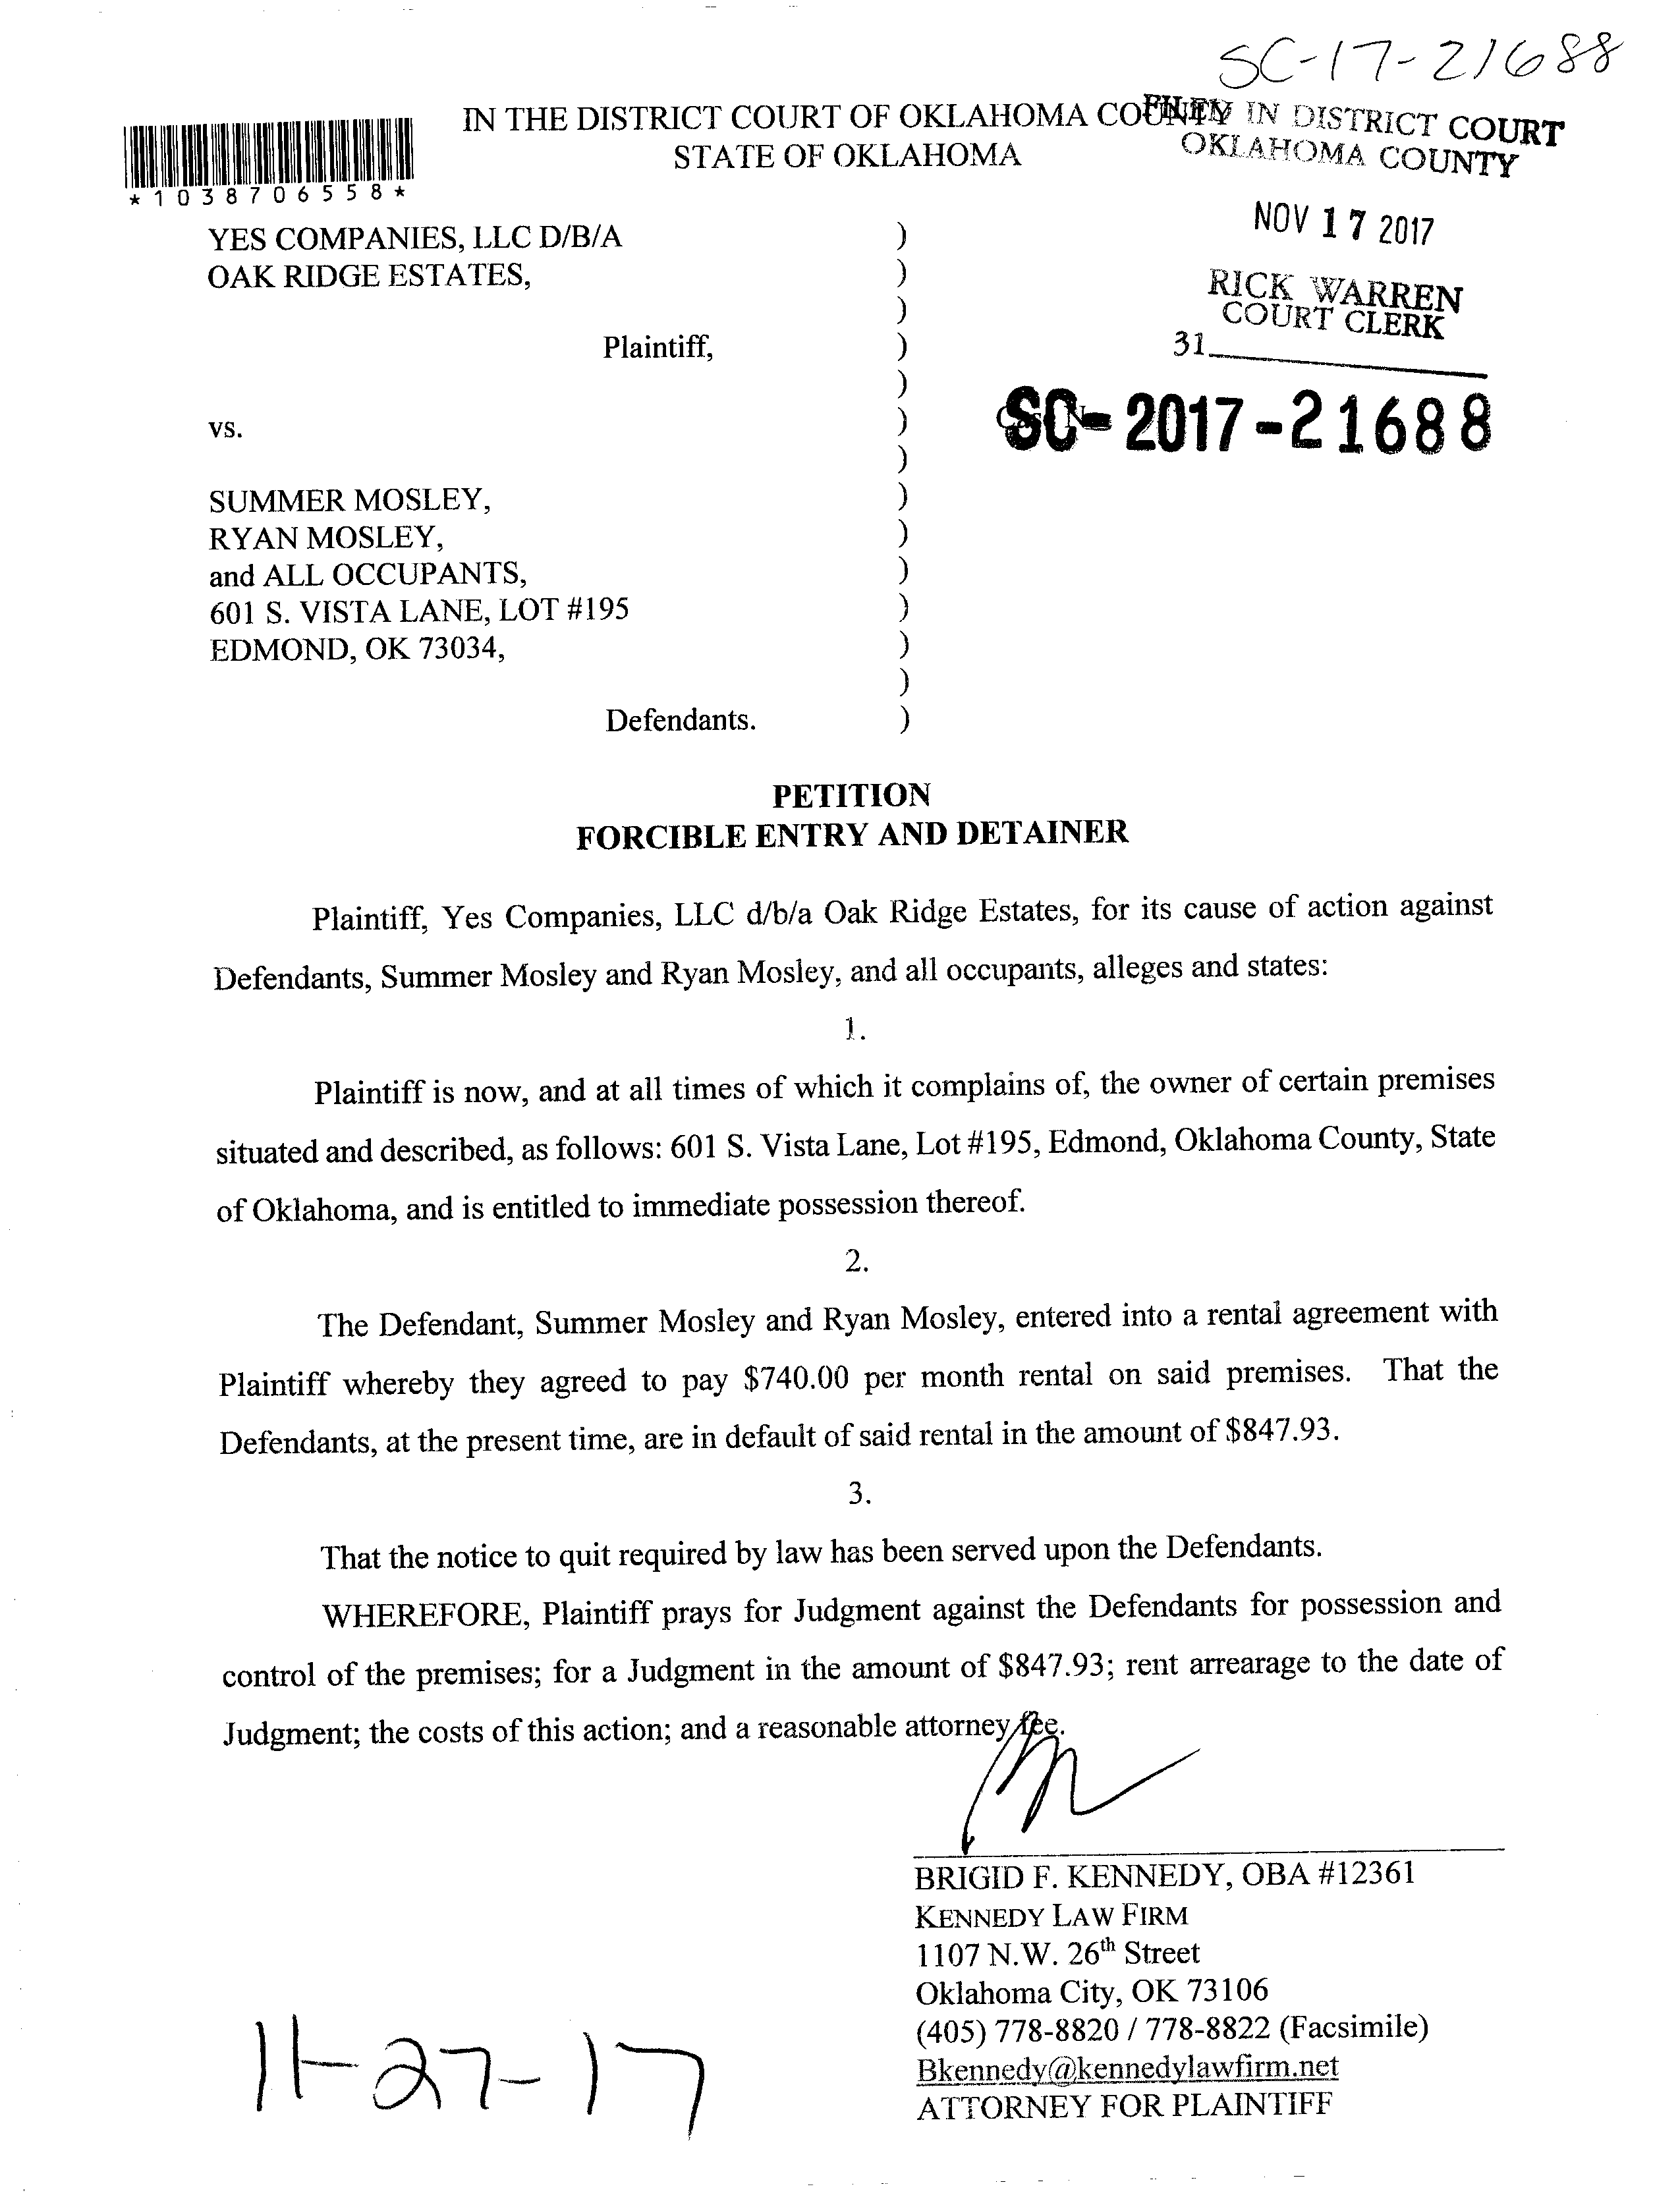 SC-17-21688
IN THE DISTRICT COURT OF OKLAHOMA COUNTY
STATE OF OKLAHOMA
FILED IN DISTRICT COURT
OKLAHOMA COUNTY
*1038706558*
NOV 17 2017
RICK WARREN
COURT CLERK
31
YES COMPANIES, LLC D/B/A )
OAK RIDGE ESTATES, )
)
Plaintiff, )
)
vs. )
SC-2017-21688
)
SUMMER MOSLEY, )
RYAN MOSLEY, )
and ALL OCCUPANTS, )
601 S. VISTA LANE, LOT #195 )
EDMOND, OK 73034, )
)
Defendants. )
PETITION
FORCIBLE ENTRY AND DETAINER
Plaintiff, Yes Companies, LLC d/b/a Oak Ridge Estates, for its cause of action against
Defendants, Summer Mosley and Ryan Mosley, and all occupants, alleges and states:
1.
Plaintiff is now, and at all times of which it complains of, the owner of certain premises
situated and described, as follows: 601 S. Vista Lane, Lot #195, Edmond, Oklahoma County, State
of Oklahoma, and is entitled to immediate possession thereof.
2.
The Defendant, Summer Mosley and Ryan Mosley, entered into a rental agreement with
Plaintiff whereby they agreed to pay $740.00 per month rental on said premises. That the
Defendants, at the present time, are in default of said rental in the amount of $847.93.
3.
That the notice to quit required by law has been served upon the Defendants.
WHEREFORE, Plaintiff prays for Judgment against the Defendants for possession and
control of the premises; for a Judgment in the amount of $847.93; rent arrearage to the date of
Judgment; the costs of this action; and a reasonable attorney fee.
BRIGID F. KENNEDY, OBA #12361
KENNEDY LAW FIRM
1107 N.W. 26th Street
Oklahoma City, OK 73106
(405) 778-8820 / 778-8822 (Facsimile)
Bkennedy@kennedylawfirm.net
ATTORNEY FOR PLAINTIFF
11-27-17